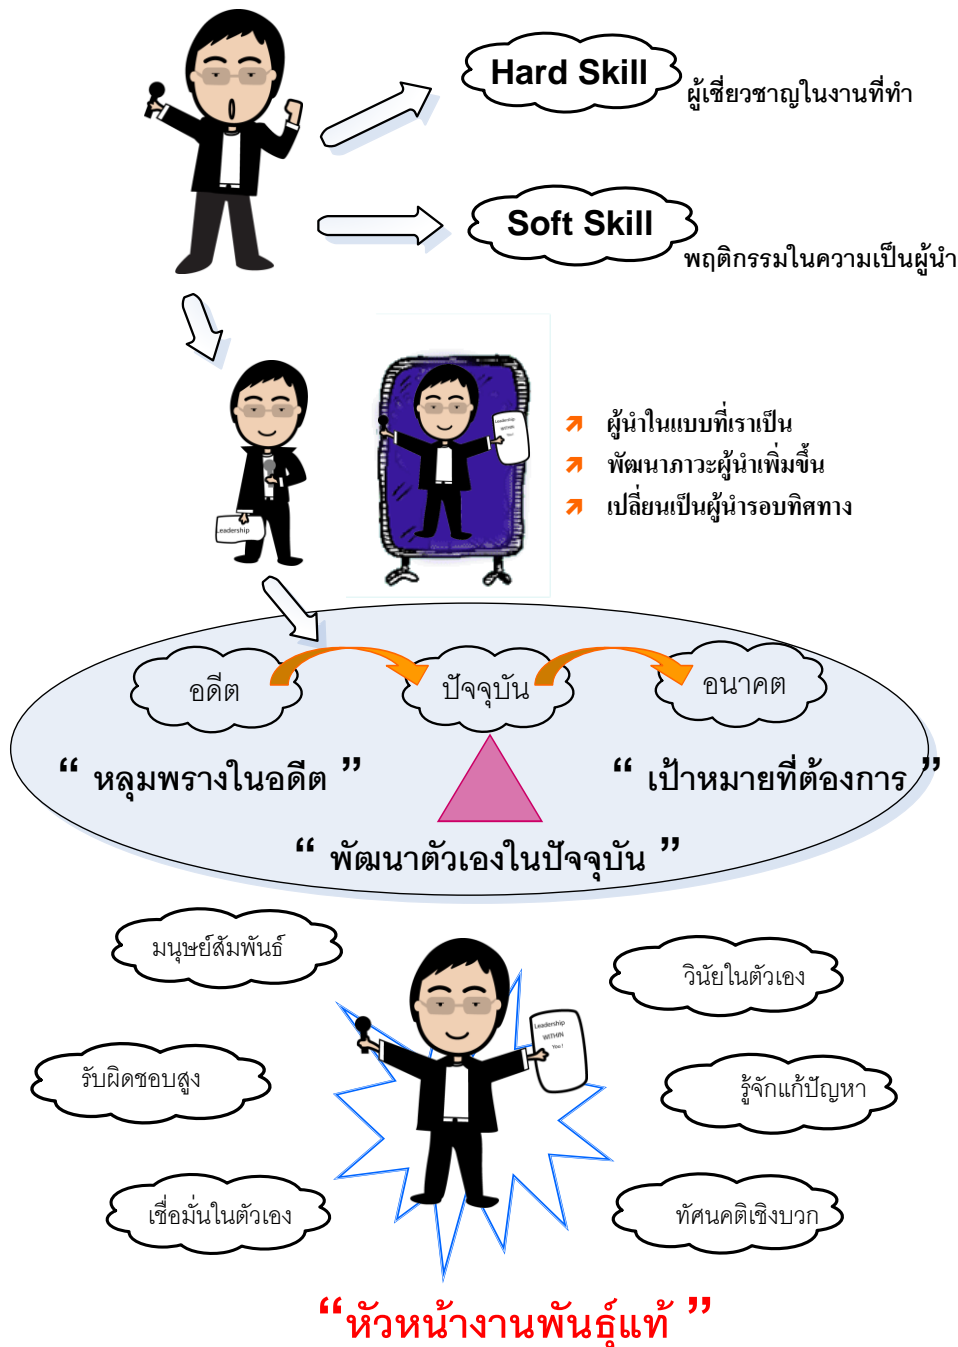 Hard Skill
ผู้เชี่ยวชาญในงานที่ทำ
Soft Skill
พฤติกรรมในความเป็นผู้นำ
Leadership
WITHIN
You !
ผู้นำในแบบที่เราเป็น
พัฒนาภาวะผู้นำเพิ่มขึ้น
เปลี่ยนเป็นผู้นำรอบทิศทาง
Leadership
อดีต
ปัจจุบัน
อนาคต
“ หลุมพรางในอดีต ”
“ เป้าหมายที่ต้องการ ”
“ พัฒนาตัวเองในปัจจุบัน ”
มนุษย์สัมพันธ์
วินัยในตัวเอง
Leadership
WITHIN
You !
รับผิดชอบสูง
รู้จักแก้ปัญหา
เชื่อมั่นในตัวเอง
ทัศนคติเชิงบวก
“หัวหน้างานพันธุ์แท้ ”